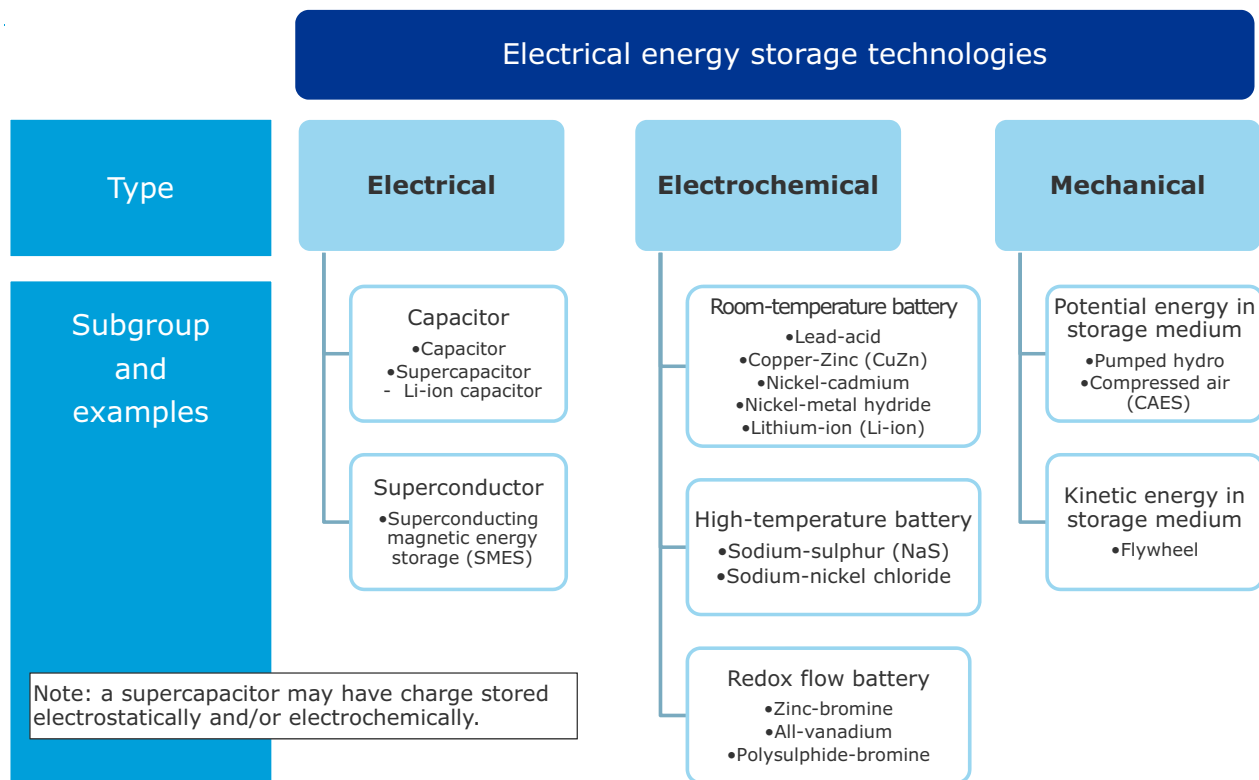 Electrical energy storage technologies
Type
Electrical
Electrochemical
Mechanical
Subgroup
and
examples
Capacitor
•Capacitor
•Supercapacitor
- Li-ion capacitor
Superconductor
•Superconducting
magnetic energy
storage (SMES)
Room-temperature battery
•Lead-acid
•Copper-Zinc (CuZn)
•Nickel-cadmium
•Nickel-metal hydride
•Lithium-ion (Li-ion)
High-temperature battery
•Sodium-sulphur (NaS)
•Sodium-nickel chloride
Redox flow battery
•Zinc-bromine
•All-vanadium
•Polysulphide-bromine
Potential energy in
storage medium
•Pumped hydro
•Compressed air
(CAES)
Kinetic energy in
storage medium
•Flywheel
Note: a supercapacitor may have charge stored
electrostatically and/or electrochemically.